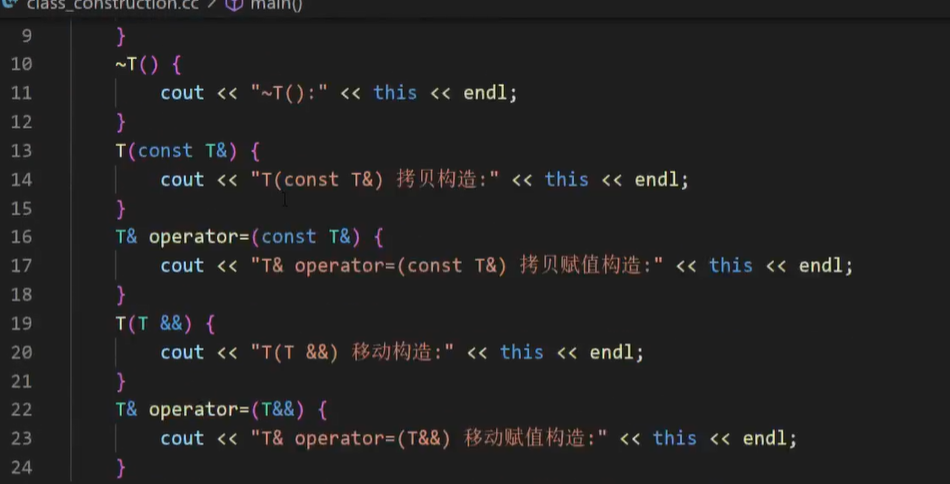 class_construction.cc > main()
9 }
10 ~T() {
11 cout << "~T():" << this << endl;
12 }
13 T(const T&) {
14 cout << "T(const T&) 拷贝构造:" << this << endl;
15 }
16 T& operator=(const T&) {
17 cout << "T& operator=(const T&) 拷贝赋值构造:" << this << endl;
18 }
19 T(T &&) {
20 cout << "T(T &&) 移动构造:" << this << endl;
21 }
22 T& operator=(T&&) {
23 cout << "T& operator=(T&&) 移动赋值构造:" << this << endl;
24 }